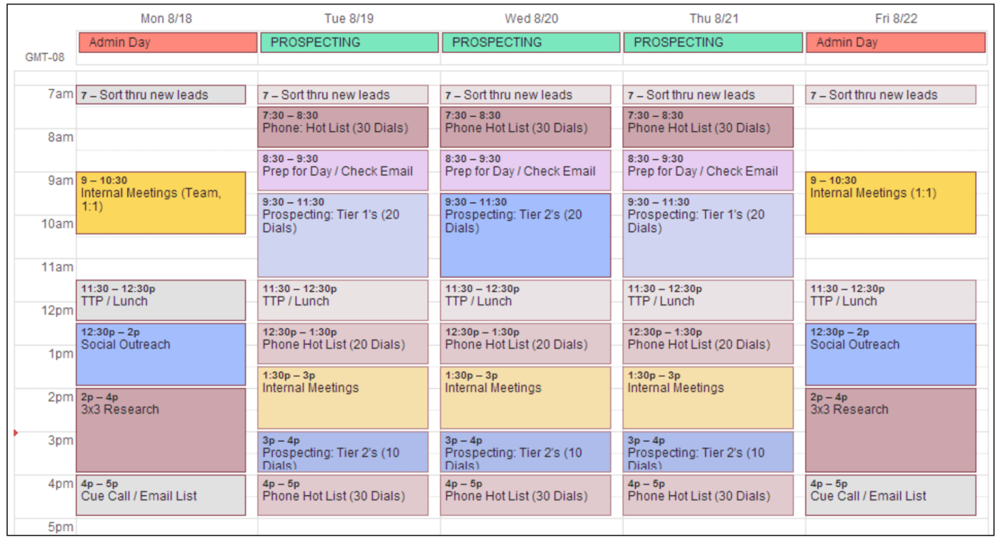 Mon 8/18 Tue 8/19 Wed 8/20 Thu 8/21 Fri 8/22
Admin Day PROSPECTING PROSPECTING PROSPECTING Admin Day
GMT-08
7am 7 – Sort thru new leads 7 – Sort thru new leads 7 – Sort thru new leads 7 – Sort thru new leads 7 – Sort thru new leads
7:30 – 8:30 7:30 – 8:30 7:30 – 8:30
Phone: Hot List (30 Dials) Phone Hot List (30 Dials) Phone Hot List (30 Dials)
8am
8:30 – 9:30 8:30 – 9:30 8:30 – 9:30
Prep for Day / Check Email Prep for Day / Check Email Prep for Day / Check Email
9am 9 – 10:30 9 – 10:30
Internal Meetings (Team, Internal Meetings (1:1)
1:1)
9:30 – 11:30 9:30 – 11:30 9:30 – 11:30
Prospecting: Tier 1's (20 Prospecting: Tier 2's (20 Prospecting: Tier 1's (20
10am Dials) Dials) Dials)
11am
11:30 – 12:30p 11:30 – 12:30p 11:30 – 12:30p 11:30 – 12:30p 11:30 – 12:30p
TTP / Lunch TTP / Lunch TTP / Lunch TTP / Lunch TTP / Lunch
12pm
12:30p – 2p 12:30p – 1:30p 12:30p – 1:30p 12:30p – 1:30p 12:30p – 2p
Social Outreach Phone Hot List (20 Dials) Phone Hot List (20 Dials) Phone Hot List (20 Dials) Social Outreach
1pm
1:30p – 3p 1:30p – 3p 1:30p – 3p
Internal Meetings Internal Meetings Internal Meetings
2pm 2p – 4p 2p – 4p
3x3 Research 3x3 Research
3pm 3p – 4p 3p – 4p 3p – 4p
Prospecting: Tier 2's (10 Prospecting: Tier 2's (10 Prospecting: Tier 2's (10
Dials) Dials) Dials)
4pm 4p – 5p 4p – 5p 4p – 5p 4p – 5p 4p – 5p
Cue Call / Email List Phone Hot List (30 Dials) Phone Hot List (30 Dials) Phone Hot List (30 Dials) Cue Call / Email List
5pm